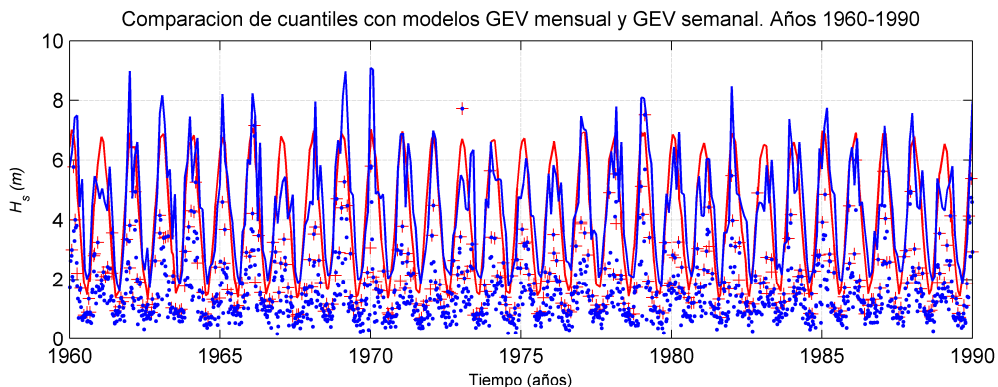 Comparacion de cuantiles con modelos GEV mensual y GEV semanal. Años 1960-1990
10
8
6
4
2
0
H_s (m)
1960 1965 1970 1975 1980 1985 1990
Tiempo (años)